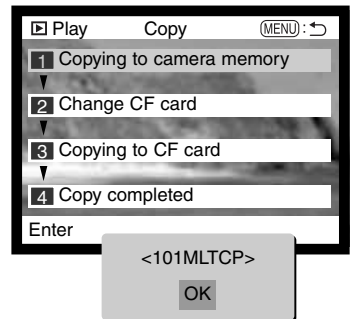 Play Copy MENU :
1 Copying to camera memory
2 Change CF card
3 Copying to CF card
4 Copy completed
Enter
<101MLTCP>
OK